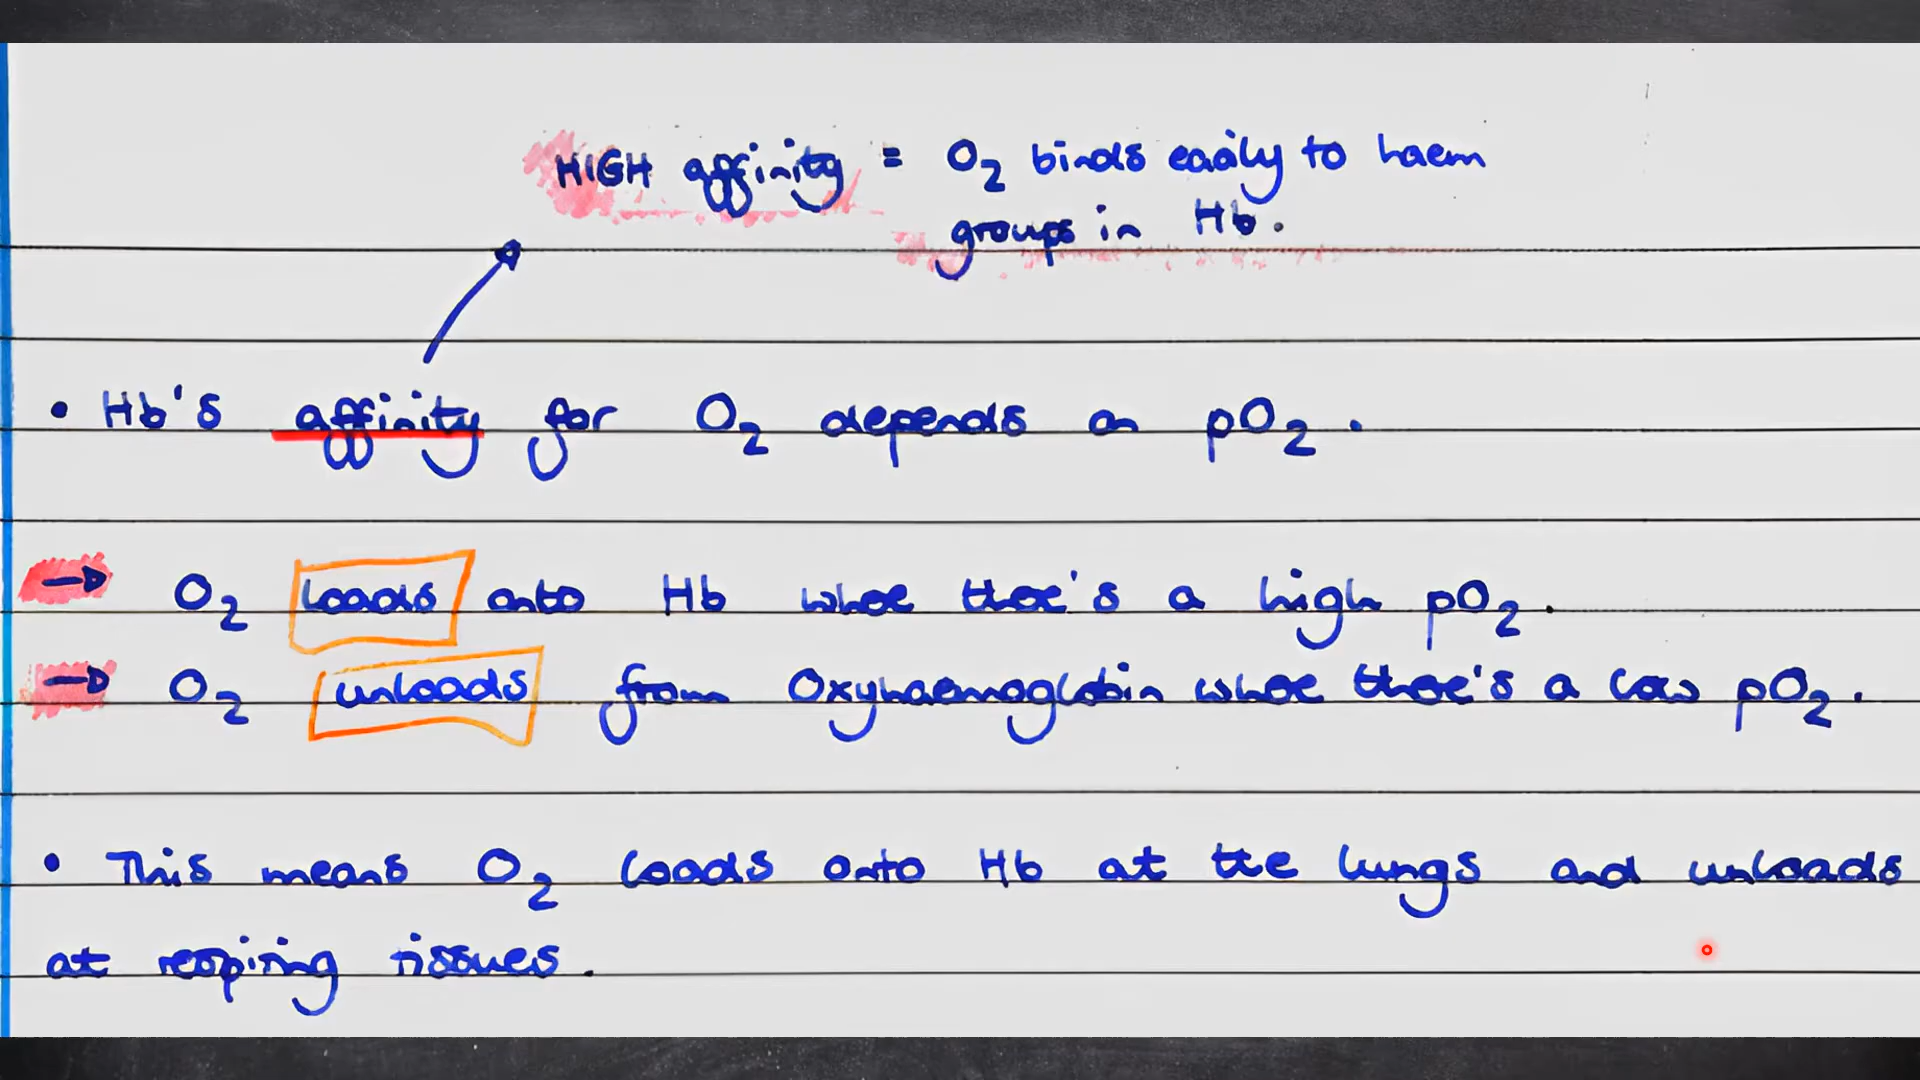 HIGH affinity = O₂ binds easily to haem
groups in Hb.
• Hb's affinity for O₂ depends on pO₂.
→ O₂ loads onto Hb where there's a high pO₂.
→ O₂ unloads from Oxyhaemoglobin where there's a low pO₂.
• This means O₂ loads onto Hb at the lungs and unloads
at respiring tissues.